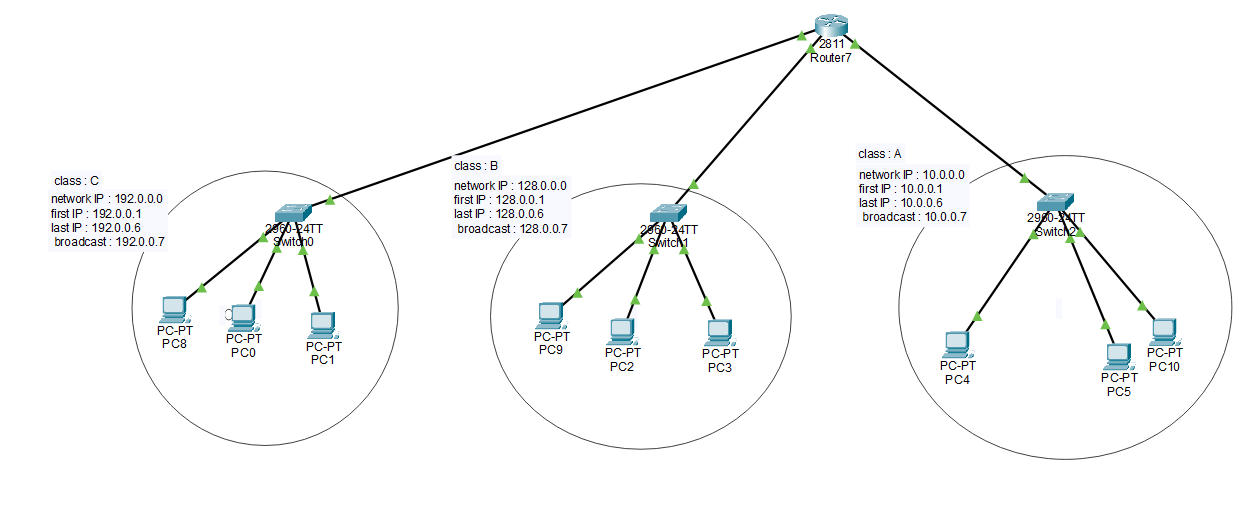 2811
Router7
class : C
network IP : 192.0.0.0
first IP : 192.0.0.1
last IP : 192.0.0.6
broadcast : 192.0.0.7
2960-24TT
Switch0
PC-PT
PC8
PC-PT
PC0
PC-PT
PC1
class : B
network IP : 128.0.0.0
first IP : 128.0.0.1
last IP : 128.0.0.6
broadcast : 128.0.0.7
2960-24TT
Switch1
PC-PT
PC9
PC-PT
PC2
PC-PT
PC3
class : A
network IP : 10.0.0.0
first IP : 10.0.0.1
last IP : 10.0.0.6
broadcast : 10.0.0.7
2960-24TT
Switch2
PC-PT
PC4
PC-PT
PC5
PC-PT
PC10